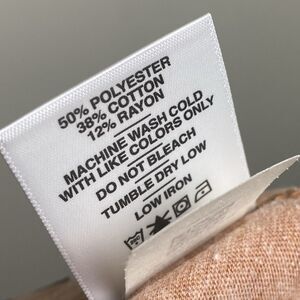 50% POLYESTER
38% COTTON
12% RAYON
MACHINE WASH COLD
WITH LIKE COLORS ONLY
DO NOT BLEACH
TUMBLE DRY LOW
LOW IRON